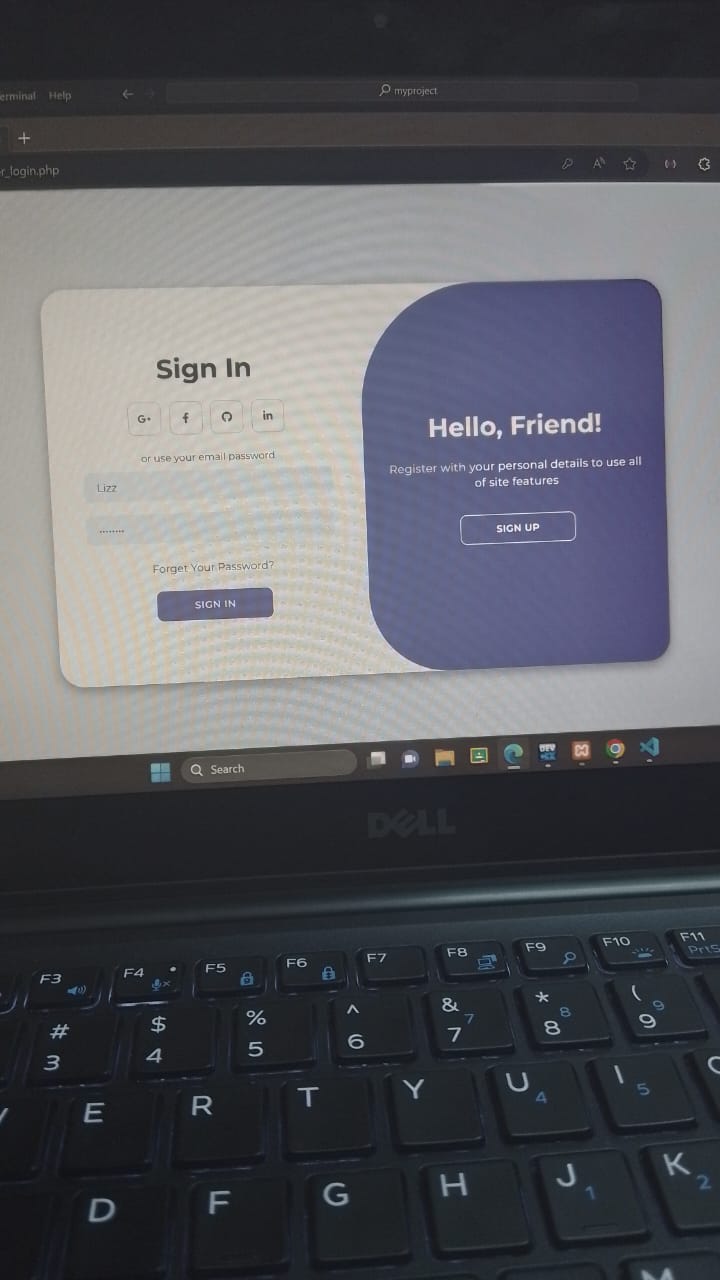 erminal Help
myproject
r_login.php
Sign In
G+ f in
or use your email password
Lizz
Forget Your Password?
SIGN IN
Hello, Friend!
Register with your personal details to use all
of site features
SIGN UP
Search
DEV
DELL
F3 F4 F5 F6 F7 F8 F9 F10 F11
PrtS
# $ % ^ & * (
3 4 5 6 7 7 8 8 9 9
E R T Y U 4 I 5
D F G H J 1 K 2
M